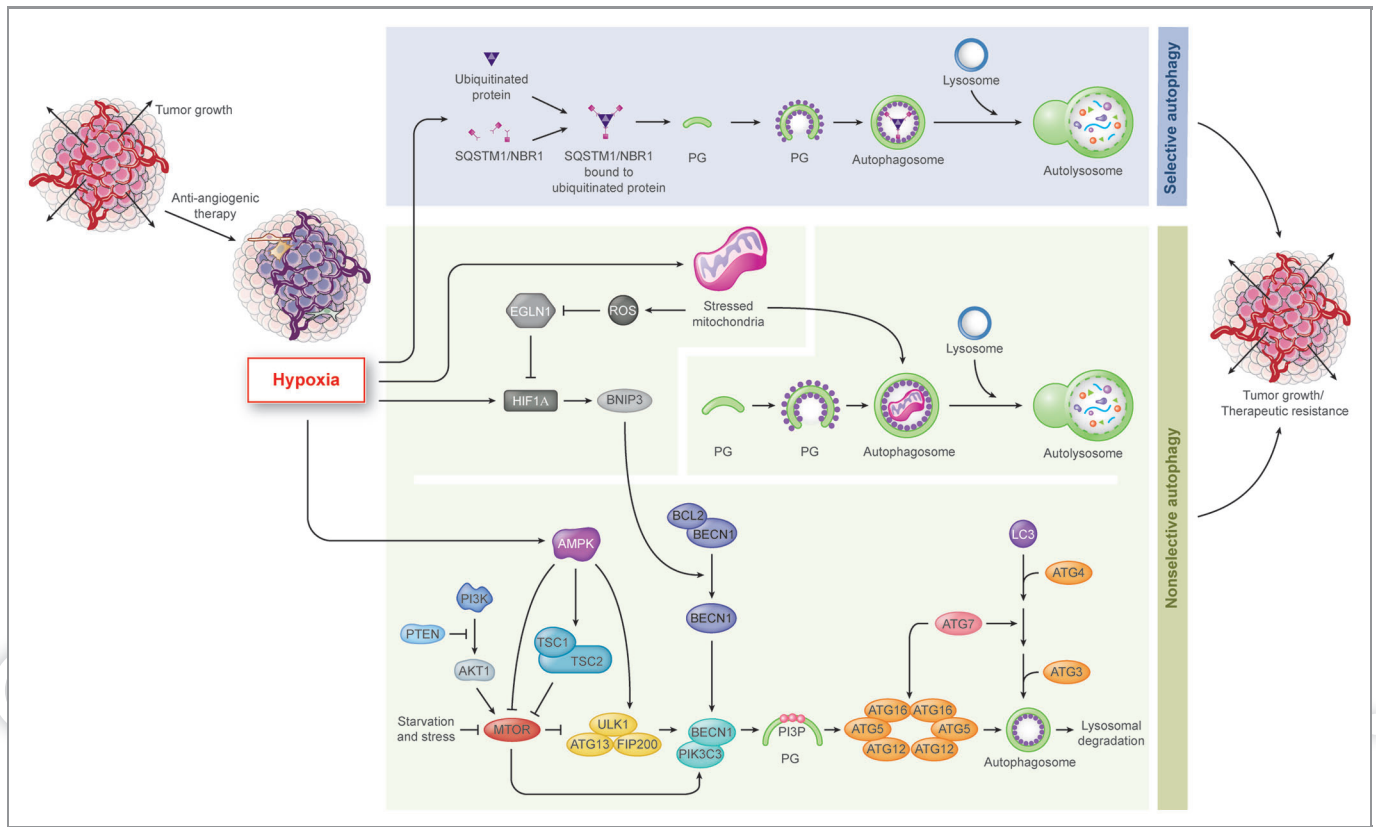 Tumor growth
Anti-angiogenic
therapy
Hypoxia
Ubiquitinated
protein
SQSTM1/NBR1
SQSTM1/NBR1
bound to
ubiquitinated protein
PG
PG
Autophagosome
Lysosome
Autolysosome
Selective autophagy
Stressed
mitochondria
ROS
EGLN1
HIF1A
BNIP3
PG
PG
Autophagosome
Lysosome
Autolysosome
Nonselective autophagy
Tumor growth/
Therapeutic resistance
AMPK
PI3K
PTEN
AKT1
TSC1
TSC2
Starvation
and stress
MTOR
ULK1
ATG13
FIP200
BCL2
BECN1
BECN1
BECN1
PIK3C3
PI3P
PG
LC3
ATG4
ATG7
ATG3
ATG16
ATG16
ATG5
ATG5
ATG12
ATG12
Autophagosome
Lysosomal
degradation